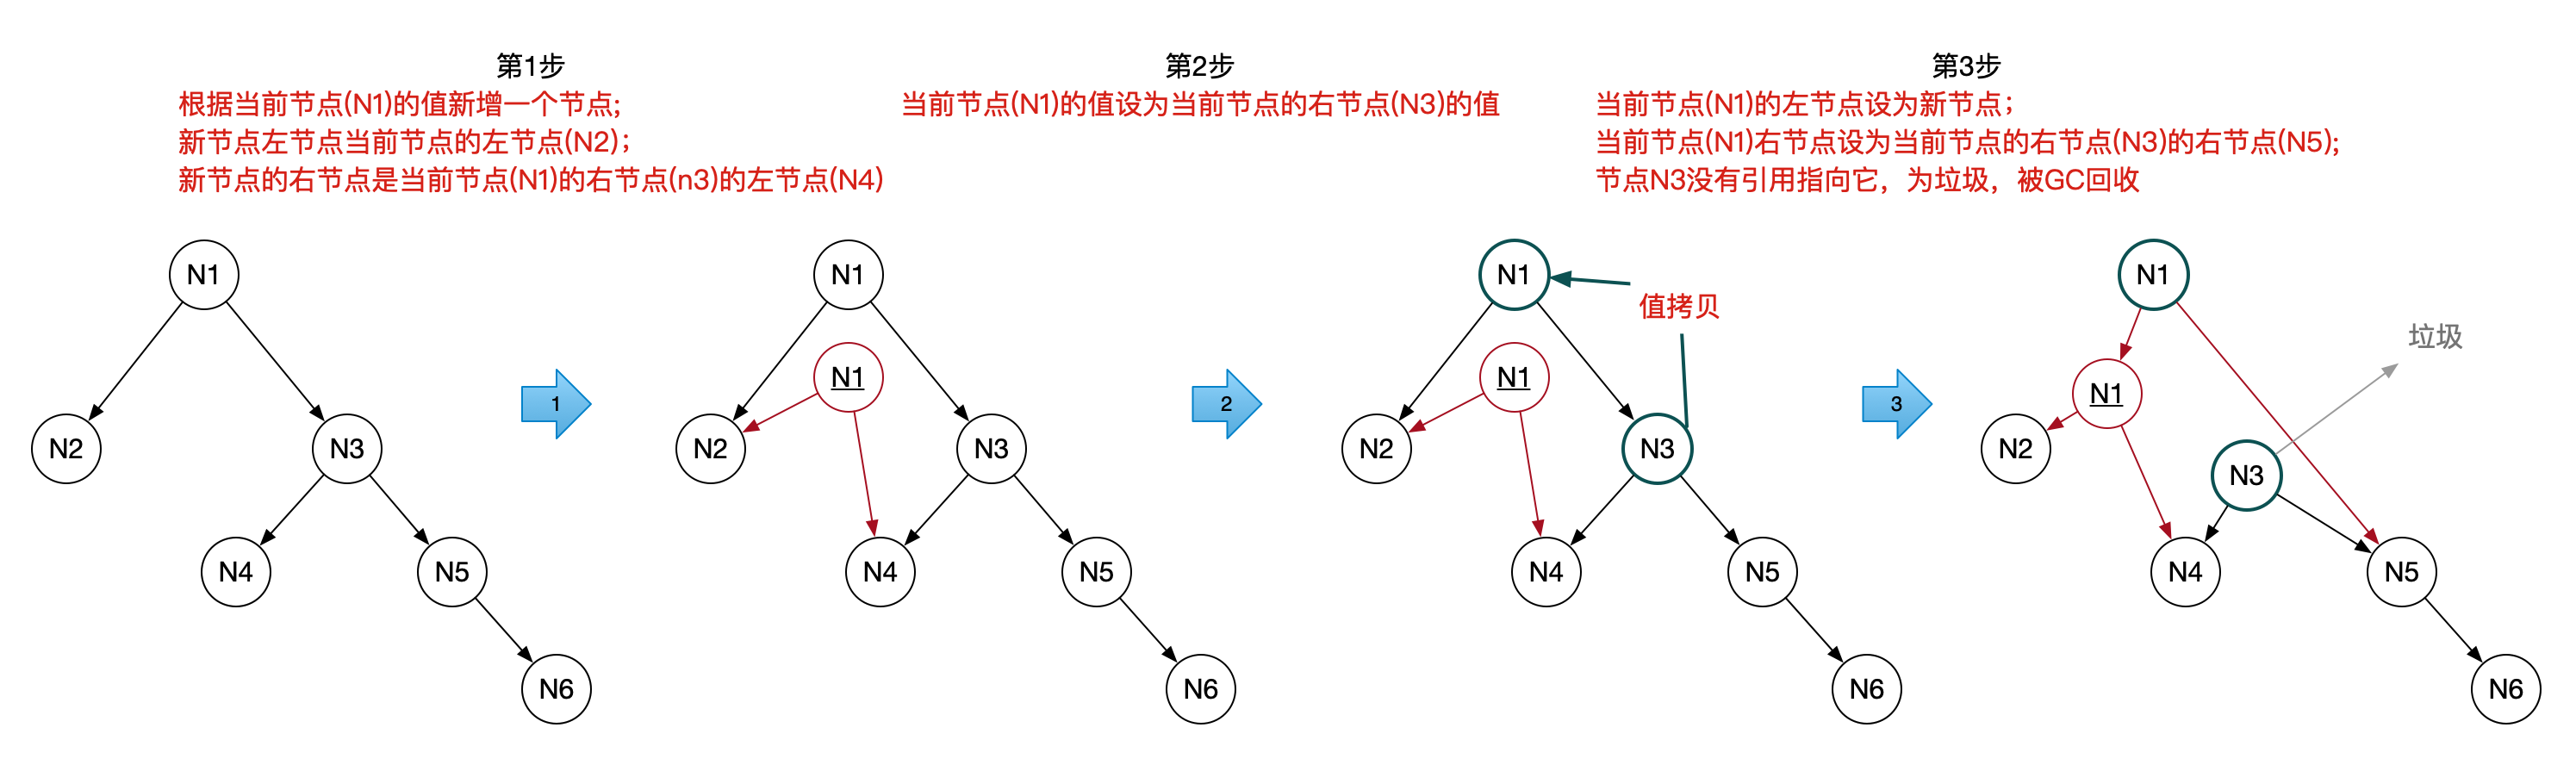 第1步
根据当前节点(N1)的值新增一个节点;
新节点左节点当前节点的左节点(N2)；
新节点的右节点是当前节点(N1)的右节点(n3)的左节点(N4)
第2步
当前节点(N1)的值设为当前节点的右节点(N3)的值
第3步
当前节点(N1)的左节点设为新节点；
当前节点(N1)右节点设为当前节点的右节点(N3)的右节点(N5);
节点N3没有引用指向它，为垃圾，被GC回收
N1
N2
N3
N4
N5
N6
1
N1
N1
N2
N3
N4
N5
N6
2
N1
值拷贝
N1
N2
N3
N4
N5
N6
3
N1
垃圾
N1
N2
N3
N4
N5
N6